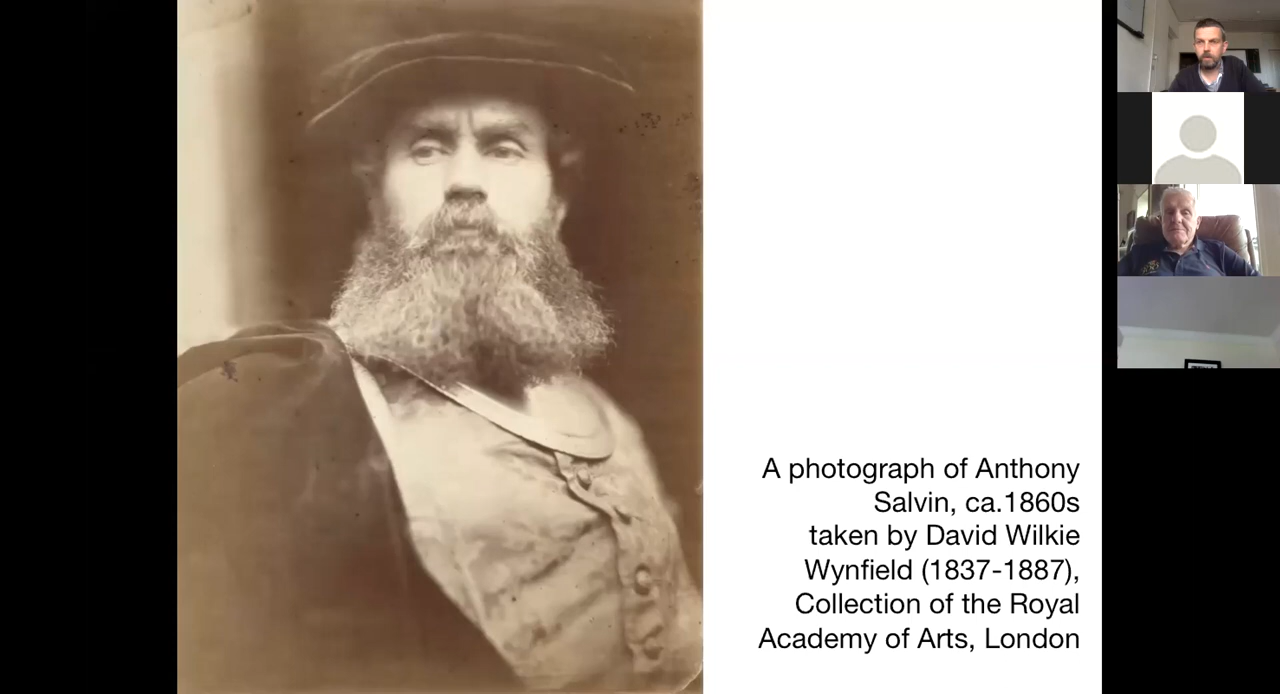 A photograph of Anthony
Salvin, ca.1860s
taken by David Wilkie
Wynfield (1837-1887),
Collection of the Royal
Academy of Arts, London